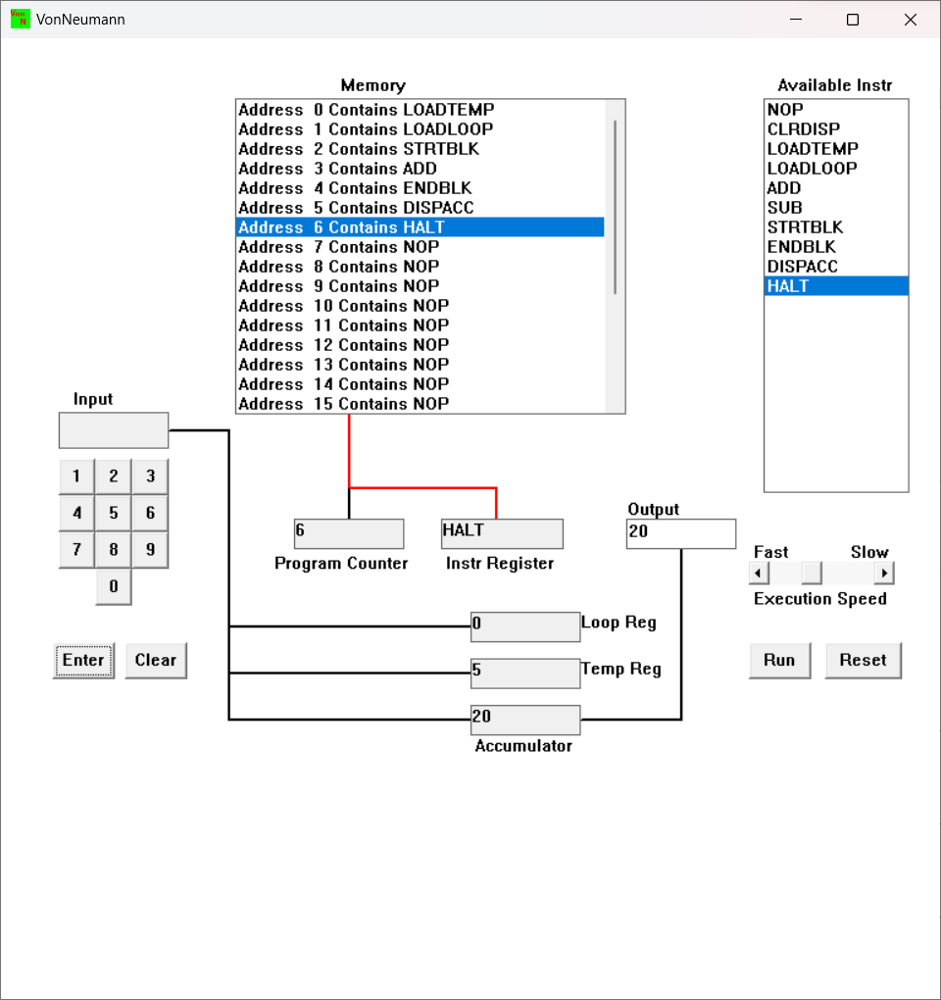 VonNeumann
Memory
Available Instr
Address 0 Contains LOADTEMP
Address 1 Contains LOADLOOP
Address 2 Contains STRTBLK
Address 3 Contains ADD
Address 4 Contains ENDBLK
Address 5 Contains DISPACC
Address 6 Contains HALT
Address 7 Contains NOP
Address 8 Contains NOP
Address 9 Contains NOP
Address 10 Contains NOP
Address 11 Contains NOP
Address 12 Contains NOP
Address 13 Contains NOP
Address 14 Contains NOP
Address 15 Contains NOP
NOP
CLRDISP
LOADTEMP
LOADLOOP
ADD
SUB
STRTBLK
ENDBLK
DISPACC
HALT
Input
1 2 3
4 5 6
7 8 9
0
Enter Clear
6
Program Counter
HALT
Instr Register
Output
20
Fast Slow
Execution Speed
Run Reset
0 Loop Reg
5 Temp Reg
20
Accumulator